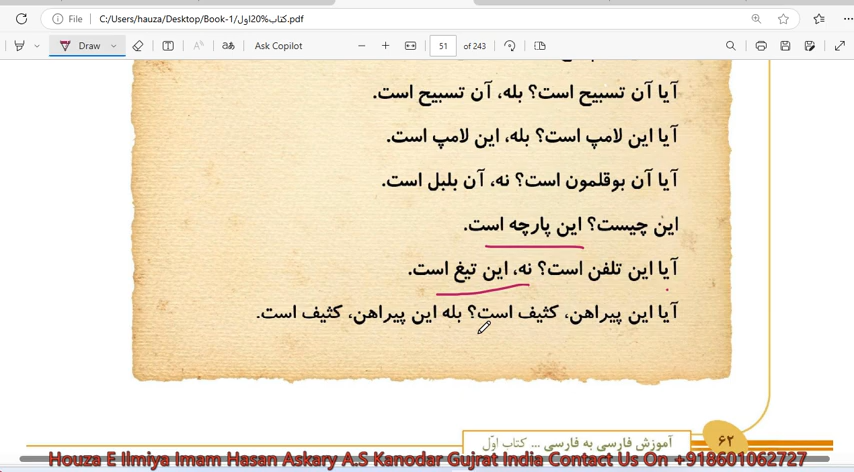 File
C:/Users/hauza/Desktop/Book-1/اول%20کتاب.pdf
Draw
aあ
Ask Copilot
51
of 243
آیا آن تسبیح است؟ بله، آن تسبیح است.
آیا این لامپ است؟ بله، این لامپ است.
آیا آن بوقلمون است؟ نه، آن بلبل است.
این چیست؟ این پارچه است.
آیا این تلفن است؟ نه، این تیغ است.
آیا این پیراهن، کثیف است؟ بله این پیراهن، کثیف است.
آموزش فارسی به فارسی ... کتاب اوّل
۶۲
Houza E Ilmiya Imam Hasan Askary A.S Kanodar Gujrat India Contact Us On +918601062727